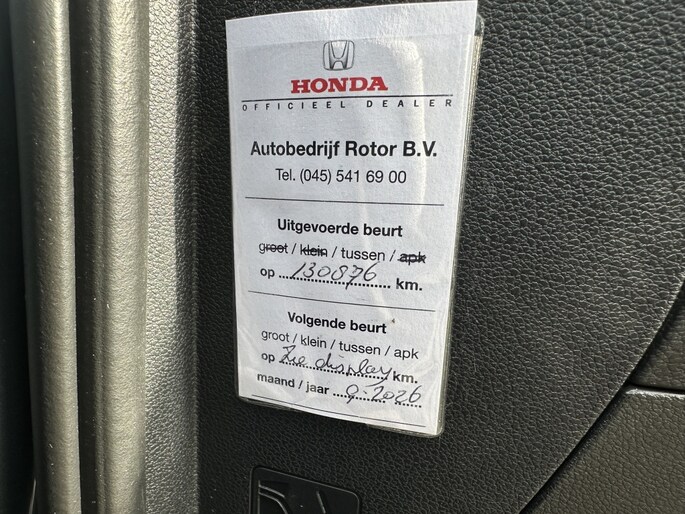 HONDA
OFFICIEEL DEALER
Autobedrijf Rotor B.V.
Tel. (045) 541 69 00
Uitgevoerde beurt
groot / klein / tussen / apk
op 130876 km.
Volgende beurt
groot / klein / tussen / apk
op Zie display km.
maand / jaar 9-2026